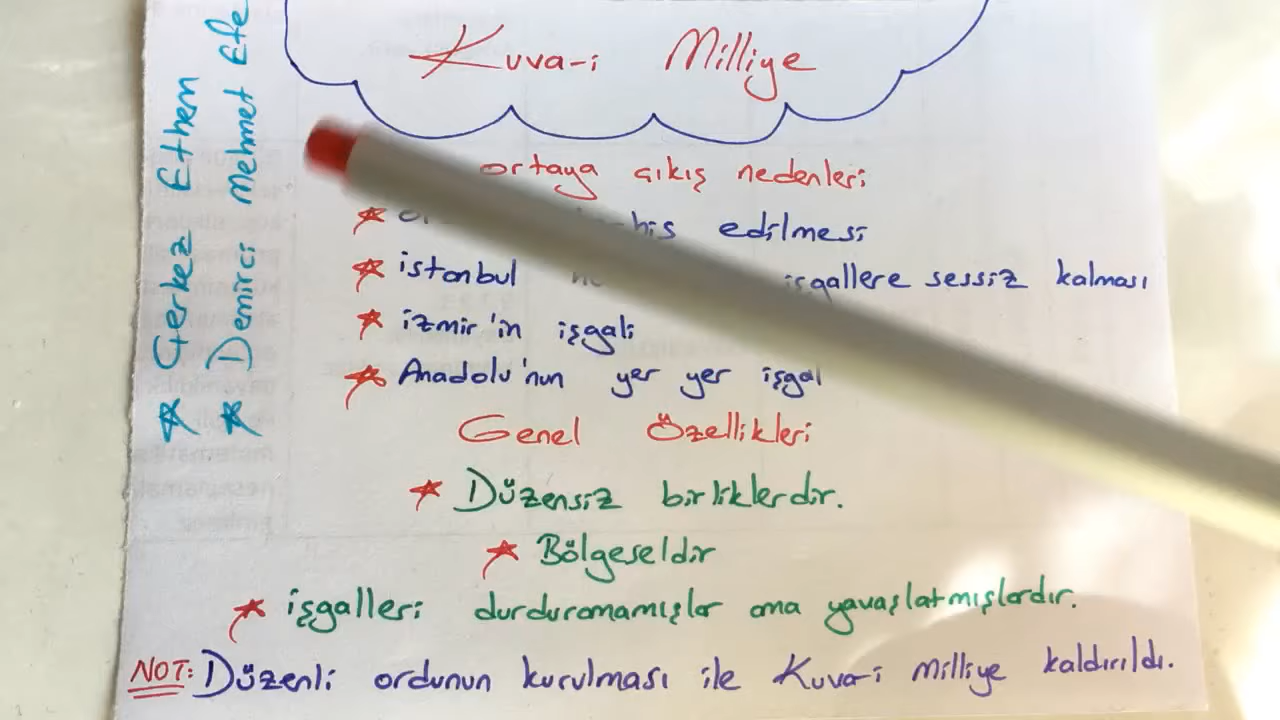 Kuva-i Milliye
ortaya çıkış nedenleri
edilmesi
istanbul işgallere sessiz kalması
izmir'in işgali
Anadolu'nun yer yer işgal
Genel Özellikleri
Düzensiz birliklerdir.
Bölgeseldir
işgalleri durduramamışlar ama yavaşlatmışlardır.
NOT: Düzenli ordunun kurulması ile Kuva-i Milliye kaldırıldı.
Çerkez Ethem
Demirci Mehmet Efe